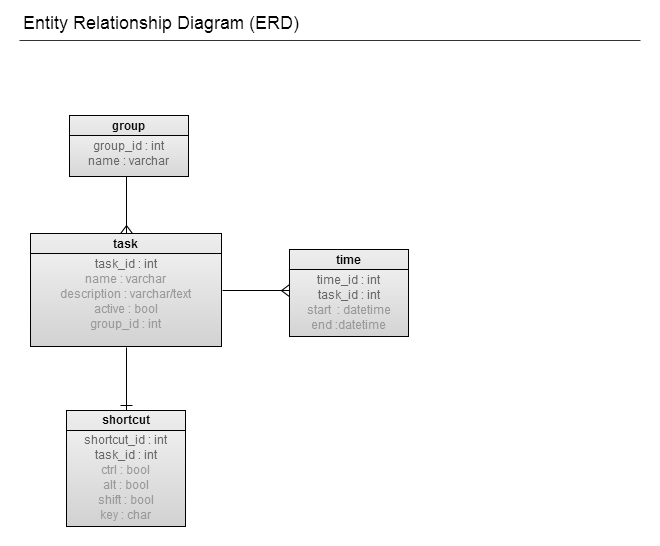 Entity Relationship Diagram (ERD)
group
group_id : int
name : varchar
task
task_id : int
name : varchar
description : varchar/text
active : bool
group_id : int
time
time_id : int
task_id : int
start : datetime
end :datetime
shortcut
shortcut_id : int
task_id : int
ctrl : bool
alt : bool
shift : bool
key : char